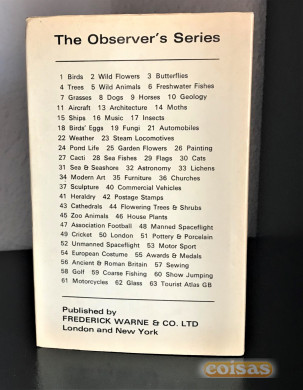 The Observer's Series
1 Birds 2 Wild Flowers 3 Butterflies
4 Trees 5 Wild Animals 6 Freshwater Fishes
7 Grasses 8 Dogs 9 Horses 10 Geology
11 Aircraft 13 Architecture 14 Moths
15 Ships 16 Music 17 Insects
18 Birds' Eggs 19 Fungi 21 Automobiles
22 Weather 23 Steam Locomotives
24 Pond Life 25 Garden Flowers 26 Painting
27 Cacti 28 Sea Fishes 29 Flags 30 Cats
31 Sea & Seashore 32 Astronomy 33 Lichens
34 Modern Art 35 Furniture 36 Churches
37 Sculpture 40 Commercial Vehicles
41 Heraldry 42 Postage Stamps
43 Cathedrals 44 Flowering Trees & Shrubs
45 Zoo Animals 46 House Plants
47 Association Football 48 Manned Spaceflight
49 Cricket 50 London 51 Pottery & Porcelain
52 Unmanned Spaceflight 53 Motor Sport
54 European Costume 55 Awards & Medals
56 Ancient & Roman Britain 57 Sewing
58 Golf 59 Coarse Fishing 60 Show Jumping
61 Motorcycles 62 Glass 63 Tourist Atlas GB
Published by
FREDERICK WARNE & CO. LTD
London and New York
coisas